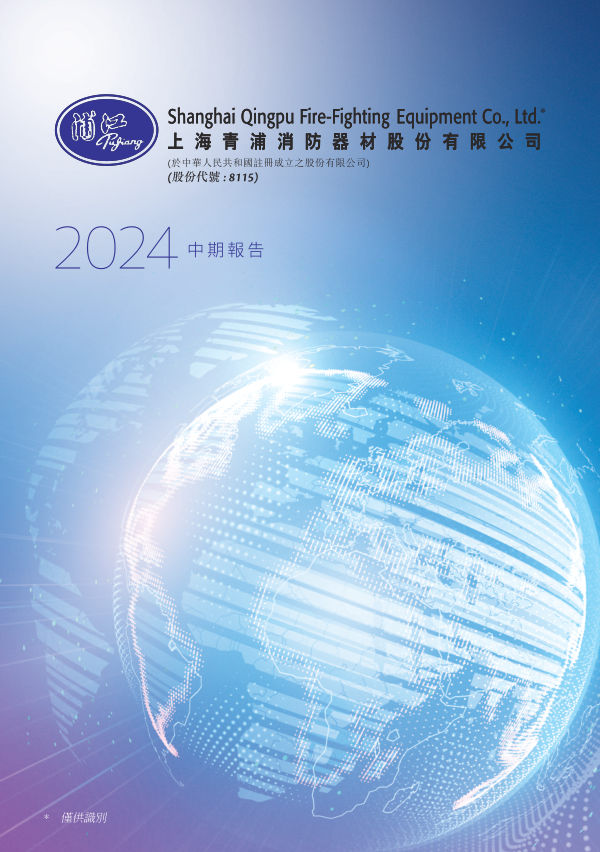 浦江
Pujiang
Shanghai Qingpu Fire-Fighting Equipment Co., Ltd.*
上海青浦消防器材股份有限公司
(於中華人民共和國註冊成立之股份有限公司)
(股份代號 : 8115)
2024 中期報告
* 僅供識別